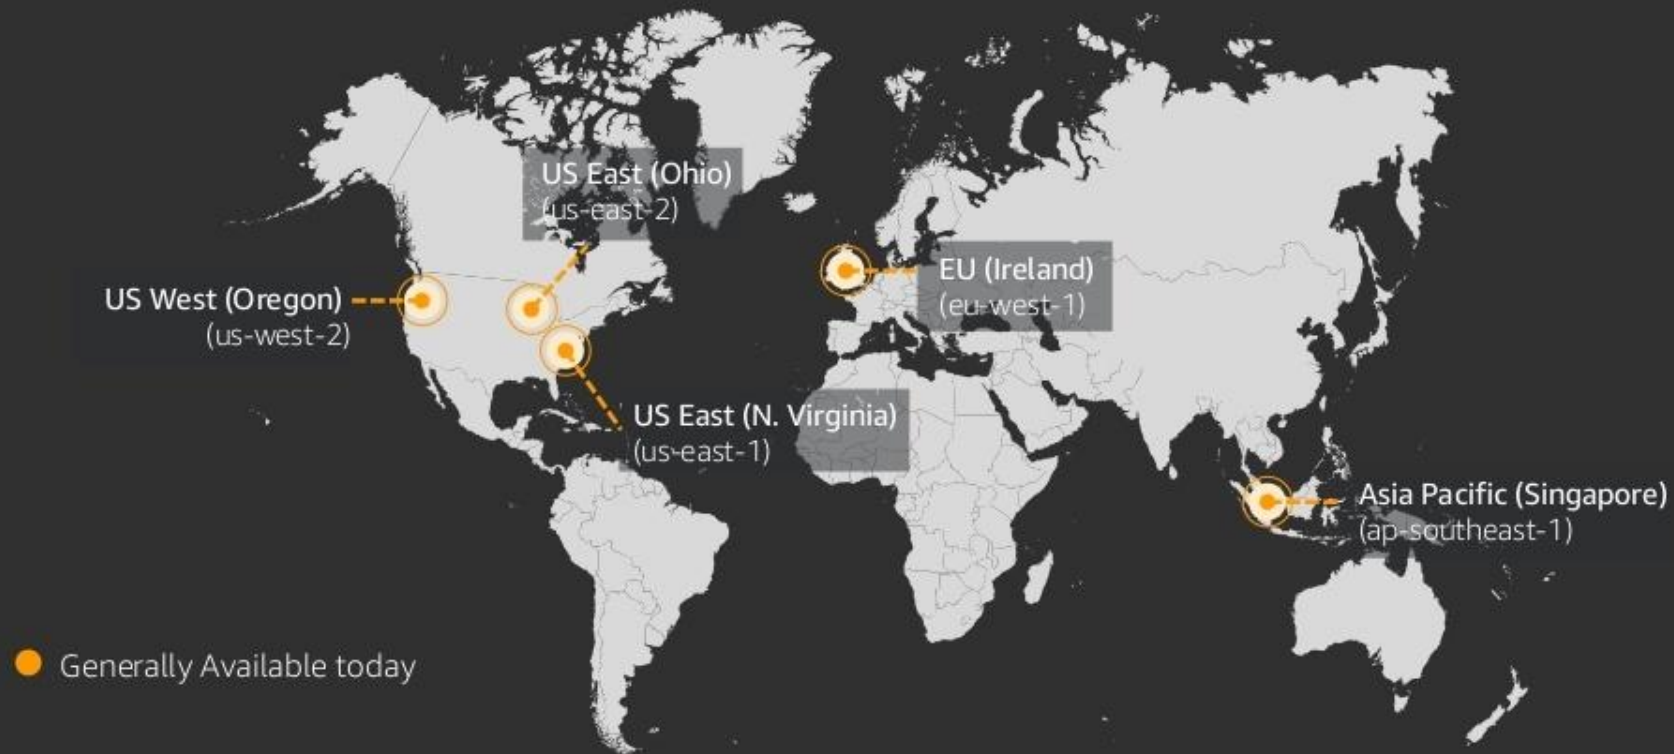 US East (Ohio)
(us-east-2)
US West (Oregon)
(us-west-2)
EU (Ireland)
(eu-west-1)
US East (N. Virginia)
(us-east-1)
Asia Pacific (Singapore)
(ap-southeast-1)
Generally Available today